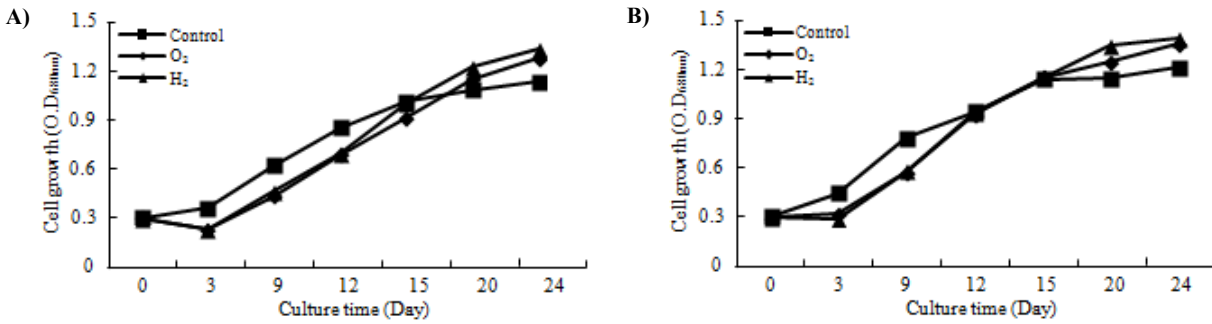 A)
Cell growth (O.D₆₈₀nm)
1.5
1.2
0.9
0.6
0.3
0
Control
O₂
H₂
0 3 9 12 15 20 24
Culture time (Day)
B)
Cell growth (O.D₆₈₀nm)
1.5
1.2
0.9
0.6
0.3
0
Control
O₂
H₂
0 3 9 12 15 20 24
Culture time (Day)